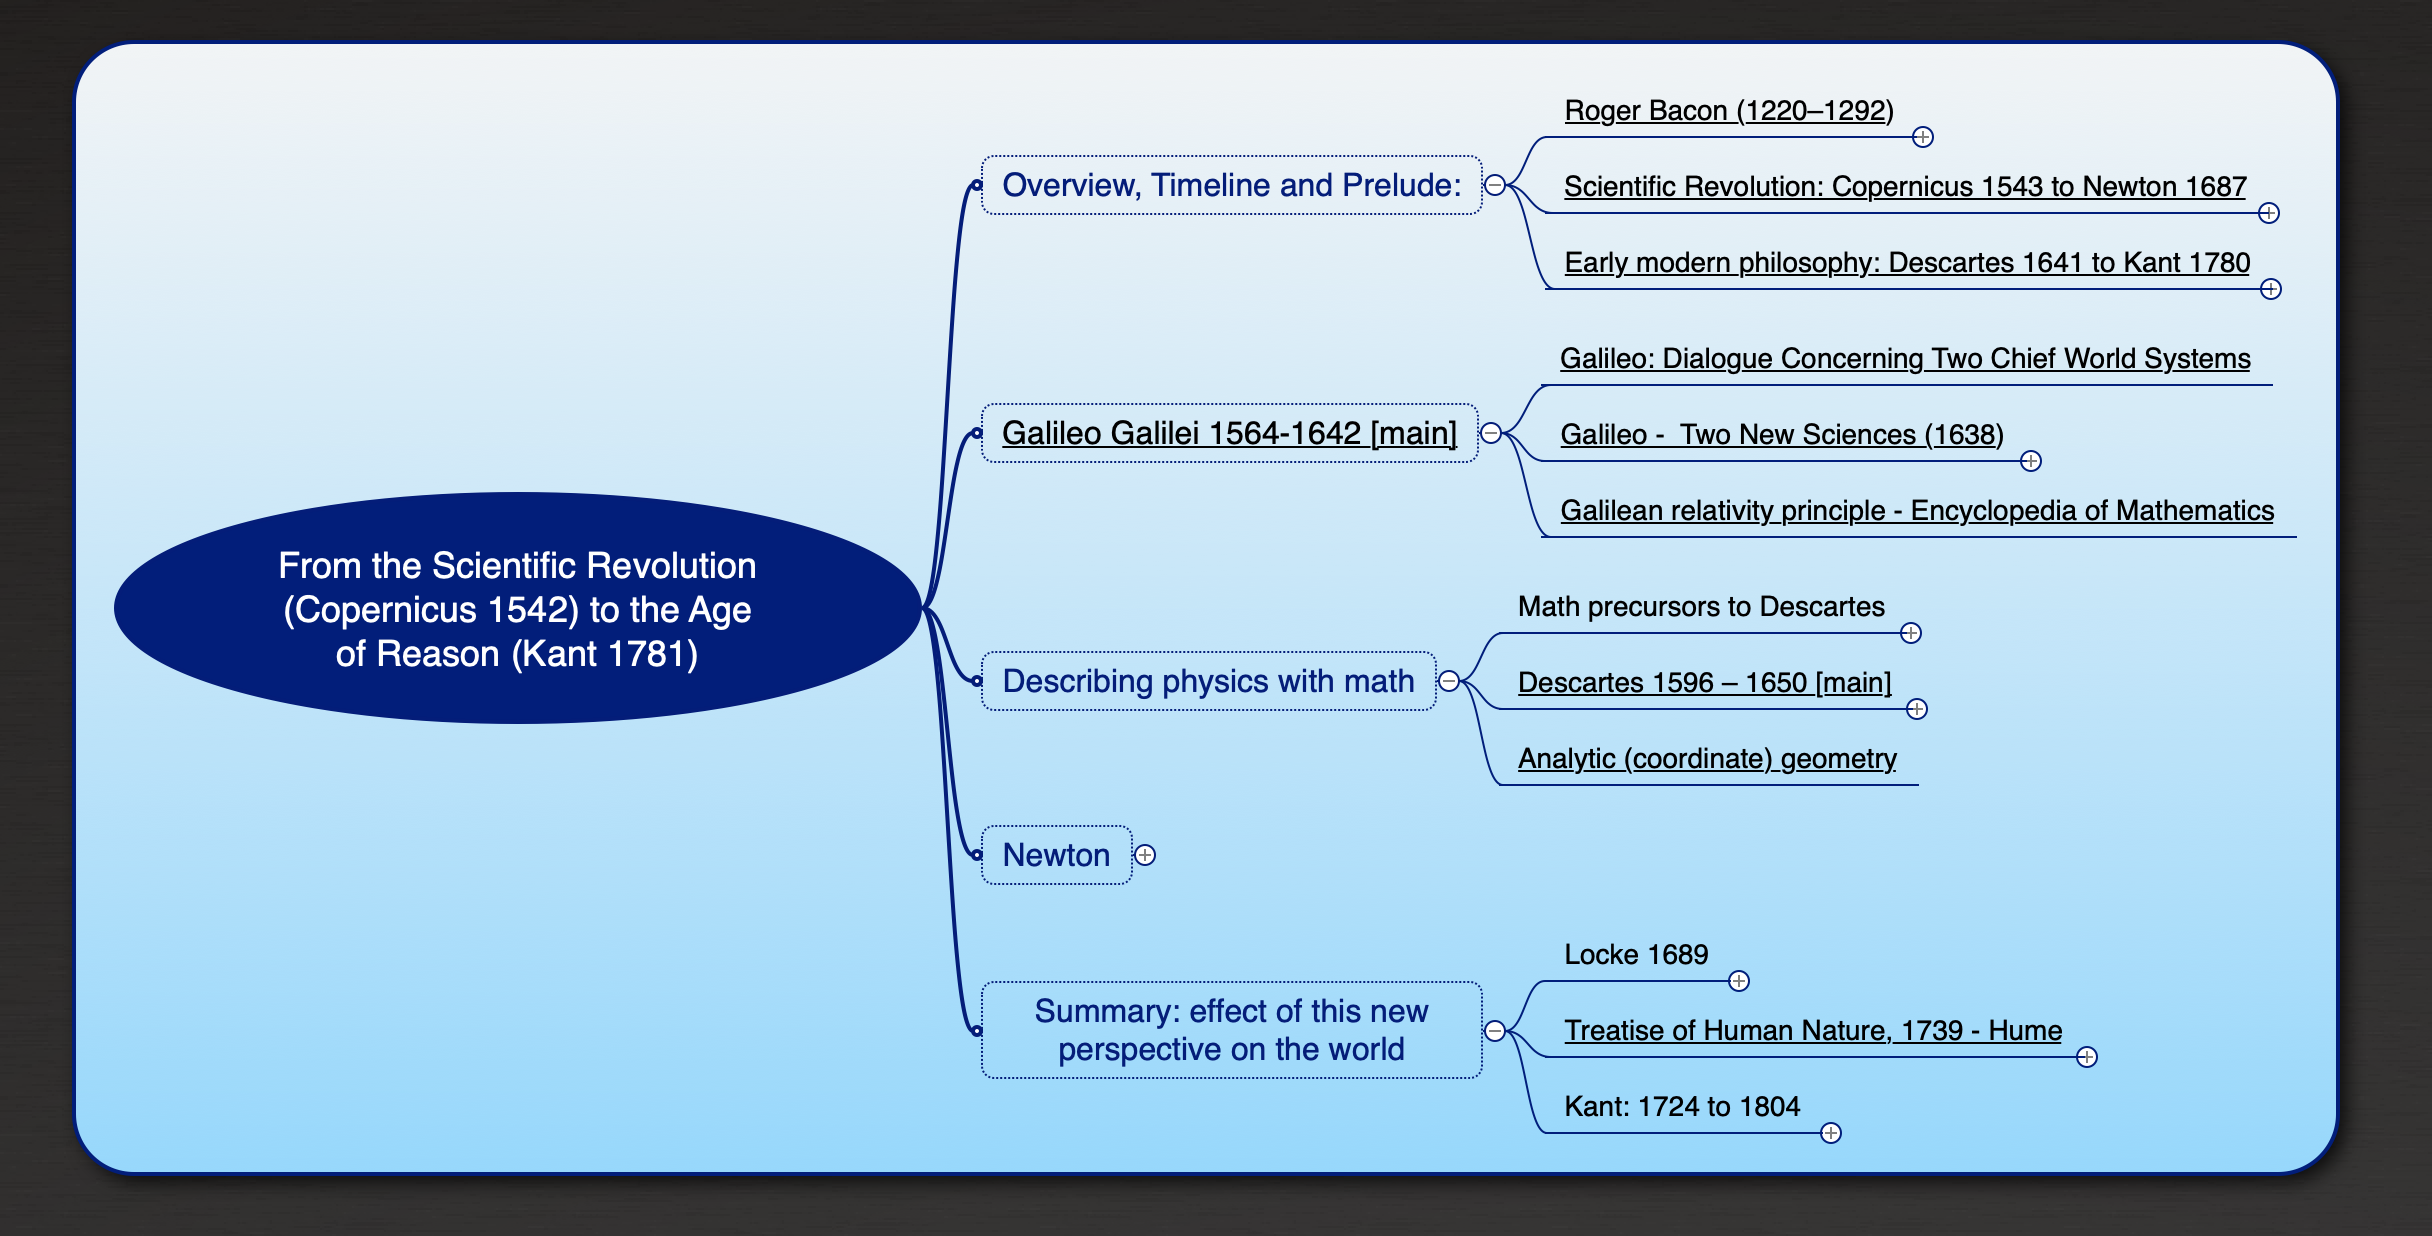 From the Scientific Revolution
(Copernicus 1542) to the Age
of Reason (Kant 1781)
Overview, Timeline and Prelude:
Roger Bacon (1220–1292)
Scientific Revolution: Copernicus 1543 to Newton 1687
Early modern philosophy: Descartes 1641 to Kant 1780
Galileo Galilei 1564-1642 [main]
Galileo: Dialogue Concerning Two Chief World Systems
Galileo -  Two New Sciences (1638)
Galilean relativity principle - Encyclopedia of Mathematics
Describing physics with math
Math precursors to Descartes
Descartes 1596 – 1650 [main]
Analytic (coordinate) geometry
Newton
Summary: effect of this new
perspective on the world
Locke 1689
Treatise of Human Nature, 1739 - Hume
Kant: 1724 to 1804